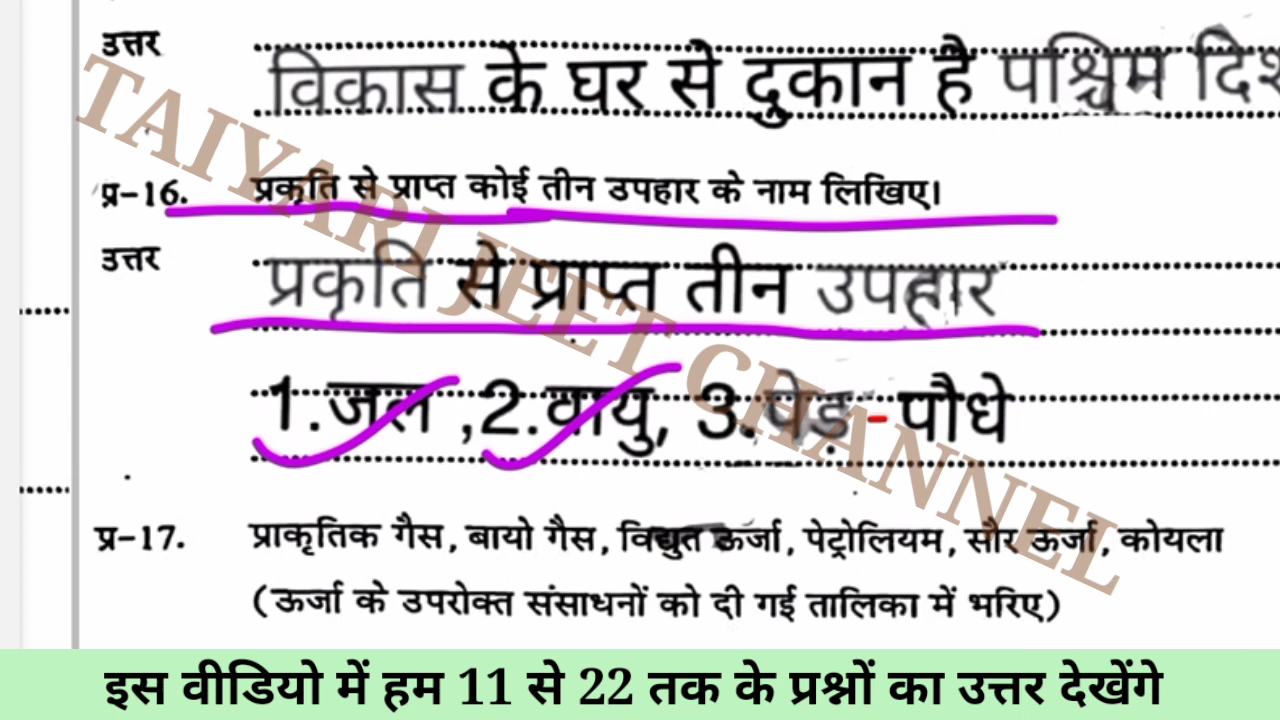 उत्तर
विकास के घर से दुकान है पश्चिम
प्र-16. प्रकृति से प्राप्त कोई तीन उपहार के नाम लिखिए।
उत्तर
प्रकृति से प्राप्त तीन उपहार
1.जल ,2.वायु, 3.पेड़ - पौधे
प्र-17. प्राकृतिक गैस, बायो गैस, विद्युत ऊर्जा, पेट्रोलियम, सौर ऊर्जा, कोयला
(ऊर्जा के उपरोक्त संसाधनों को दी गई तालिका में भरिए)
TAIYARI JEET CHANNEL
इस वीडियो में हम 11 से 22 तक के प्रश्नों का उत्तर देखेंगे